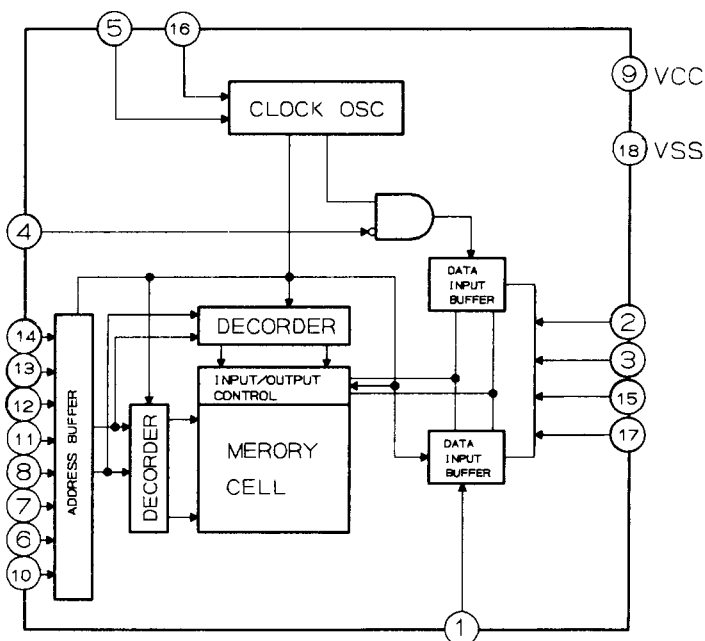 5
16
CLOCK OSC
9 VCC
18 VSS
4
DATA
INPUT
BUFFER
DECORDER
14
13
12
11
8
7
6
10
ADDRESS BUFFER
DECORDER
INPUT/OUTPUT
CONTROL
MERORY
CELL
DATA
INPUT
BUFFER
2
3
15
17
1